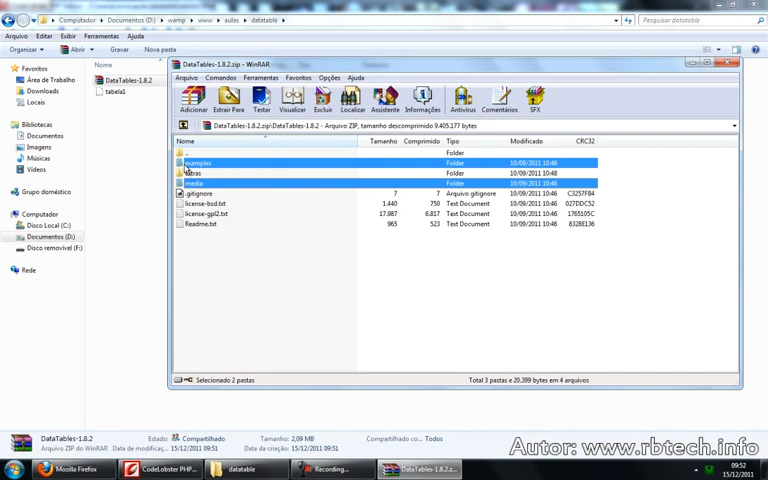 Computador ▸ Documentos (D:) ▸ wamp ▸ www ▸ aulas ▸ datatable ▸
Pesquisar datatable
Arquivo Editar Exibir Ferramentas Ajuda
Organizar Abrir Gravar Nova pasta
Favoritos
Área de Trabalho
Downloads
Locais
Bibliotecas
Documentos
Imagens
Músicas
Vídeos
Grupo doméstico
Computador
Disco Local (C:)
Documentos (D:)
Disco removível (F:)
Rede
Nome
DataTables-1.8.2
tabela1
DataTables-1.8.2.zip - WinRAR
Arquivo Comandos Ferramentas Favoritos Opções Ajuda
Adicionar Extrair Para Testar Visualizar Excluir Localizar Assistente Informações Antivírus Comentários SFX
DataTables-1.8.2.zip\DataTables-1.8.2 - Arquivo ZIP, tamanho descomprimido 9.405.177 bytes
Nome Tamanho Comprimido Tipo Modificado CRC32
.. Folder
examples Folder 10/09/2011 10:46
extras Folder 10/09/2011 10:48
media Folder 10/09/2011 10:46
.gitignore 7 7 Arquivo gitignore 10/09/2011 10:46 C3257FB4
license-bsd.txt 1.440 750 Text Document 10/09/2011 10:46 027DDC52
license-gpl2.txt 17.987 6.817 Text Document 10/09/2011 10:46 1765105C
Readme.txt 965 523 Text Document 10/09/2011 10:46 8328E136
Selecionado 2 pastas
Total 3 pastas e 20.399 bytes em 4 arquivos
DataTables-1.8.2 Estado: Compartilhado Tamanho: 2,09 MB Compartilhado co... Todos
Arquivo ZIP do WinRAR Data de modificaç... 15/12/2011 09:51 Data da criação: 15/12/2011 09:51
Autor: www.rbtech.info
Mozilla Firefox
CodeLobster PHP...
datatable
Recording...
DataTables-1.8.2.z...
09:52
15/12/2011